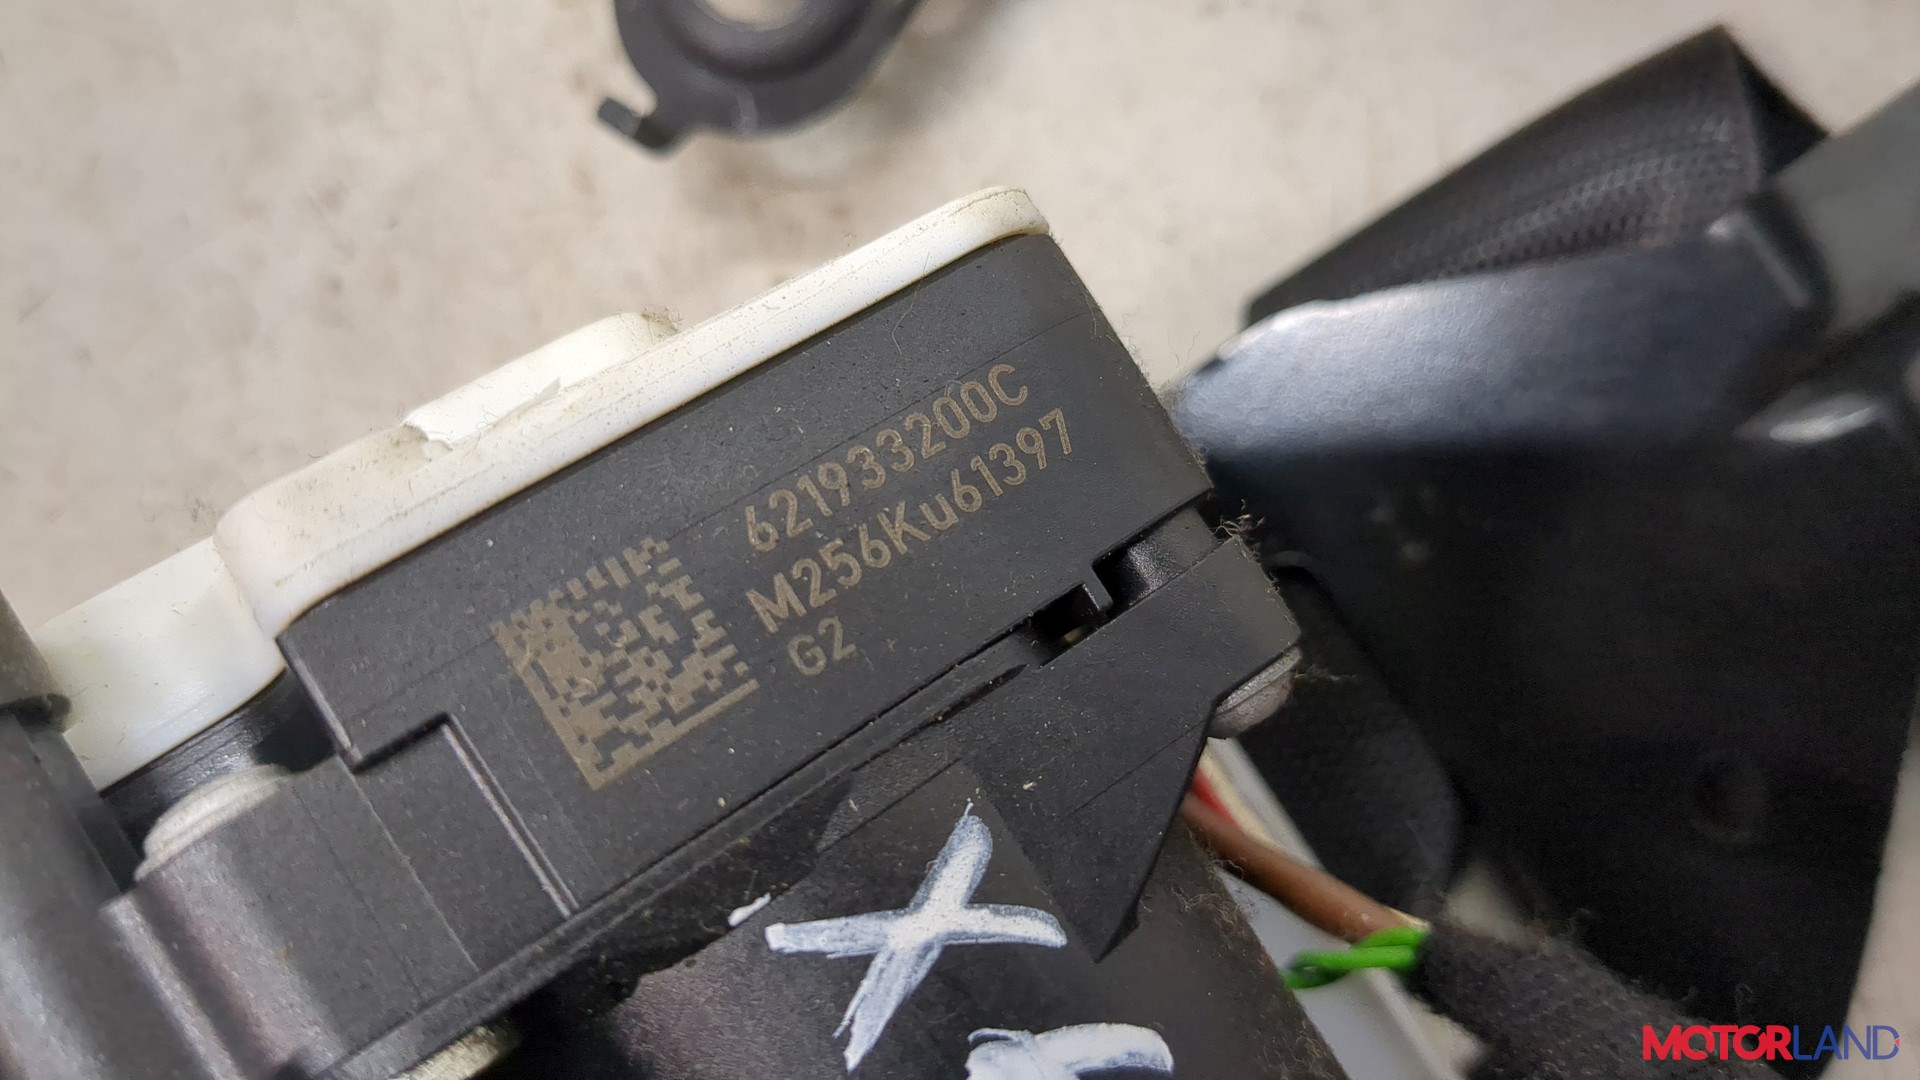 621933200C
M256Ku61397
G2
X
MOTORLAND